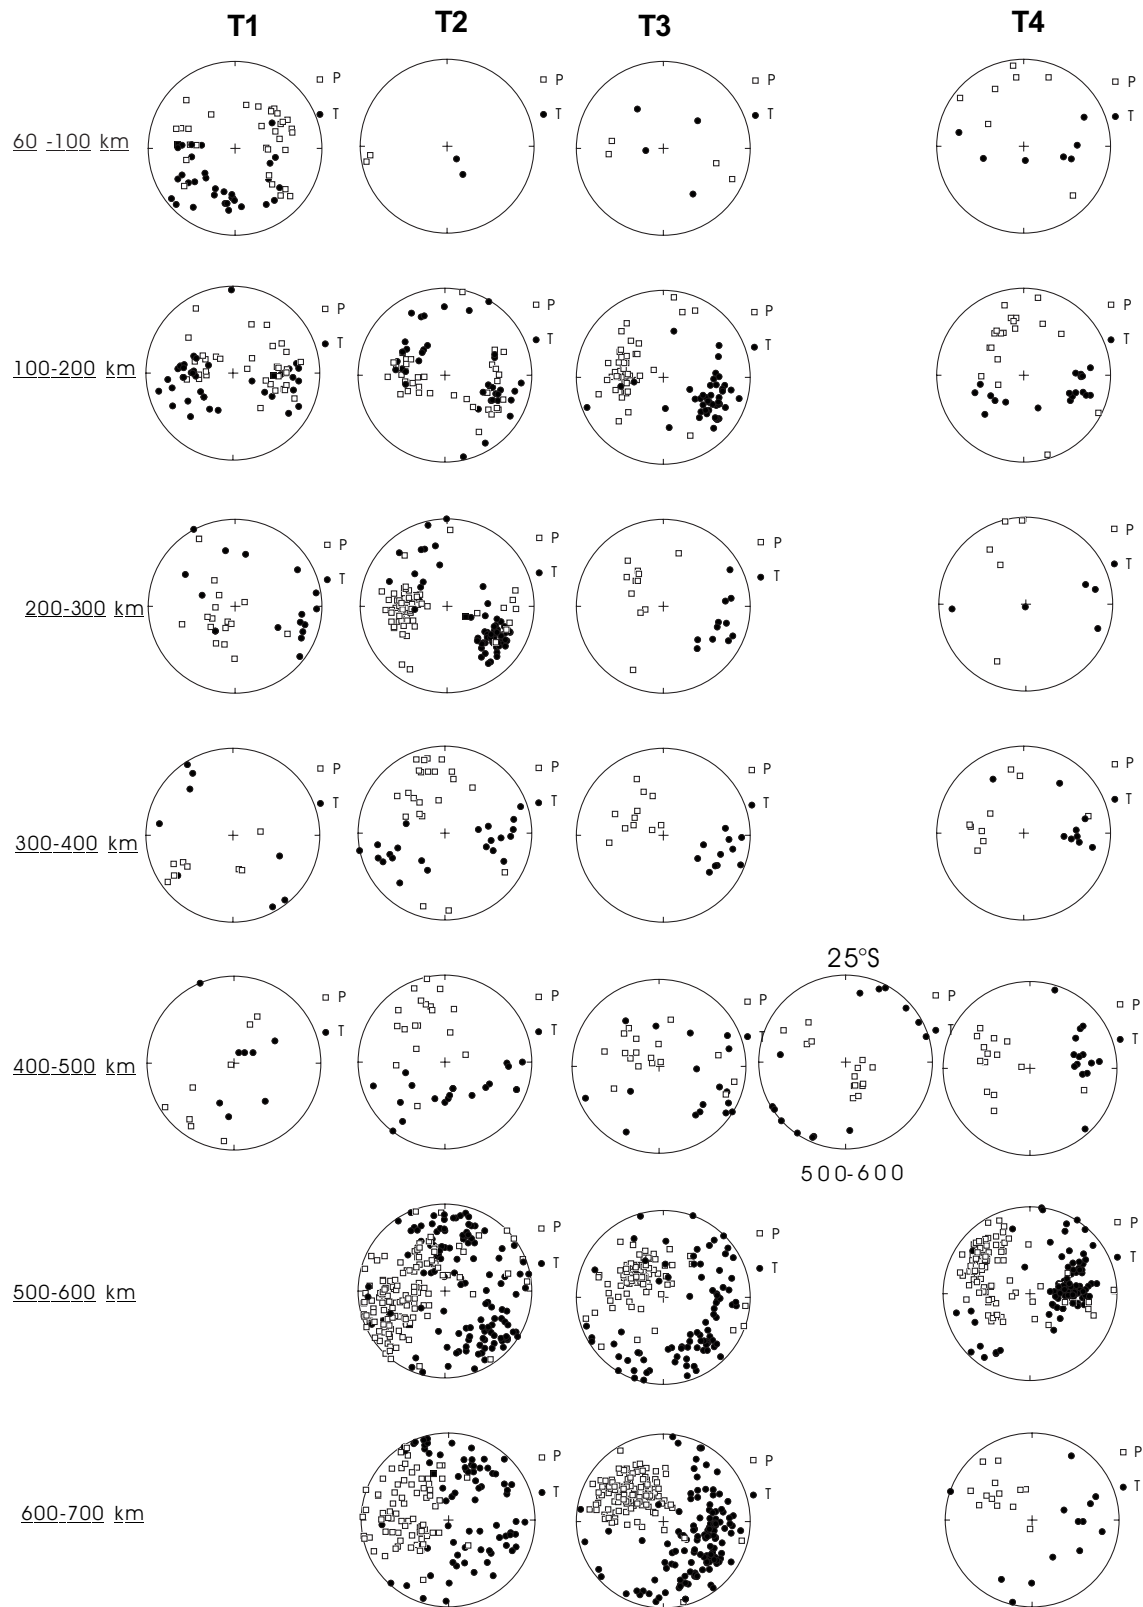 T1 T2 T3 T4
P P P P
60 -100 km T T T T
P P P P
100-200 km T T T T
P P P P
200-300 km T T T T
P P P P
300-400 km T T T T
25°S
P P P P P
400-500 km T T T T T
500-600
P P P
500-600 km T T T
P P P
600-700 km T T T